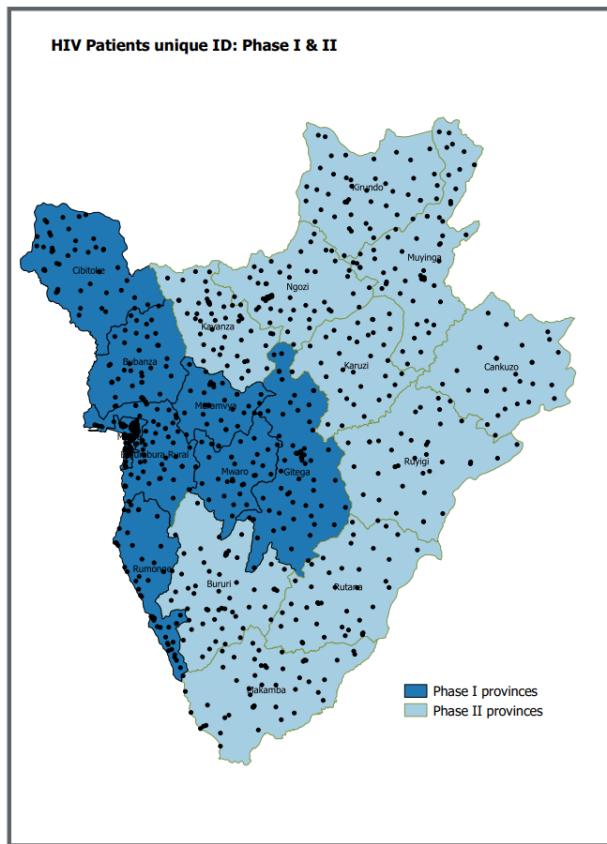 HIV Patients unique ID: Phase I & II
Kirundo
Muyinga
Cibitoke
Ngozi
Kayanza
Bubanza
Karuzi
Cankuzo
Muramvya
Bujumbura Rural
Ruyigi
Mwaro
Gitega
Rumonge
Bururi
Rutana
Makamba
Phase I provinces
Phase II provinces